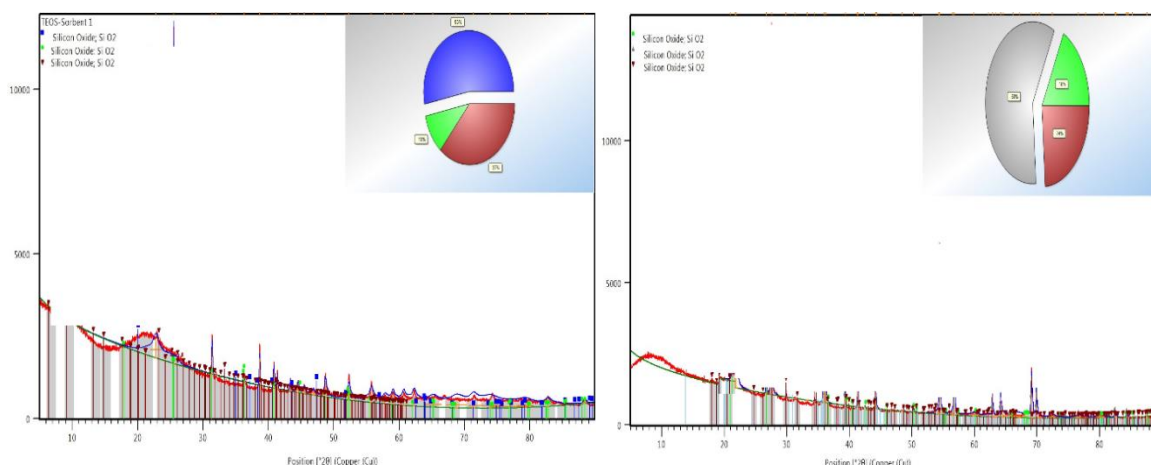 TEOS-Sorbent 1
Silicon Oxide; Si O2
Silicon Oxide; Si O2
Silicon Oxide; Si O2
10000
5000
0
10 20 30 40 50 60 70 80
Position [°2θ] (Copper (Cu))
Silicon Oxide; Si O2
Silicon Oxide; Si O2
Silicon Oxide; Si O2
10000
5000
0
10 20 30 40 50 60 70 80
Position [°2θ] (Copper (Cu))